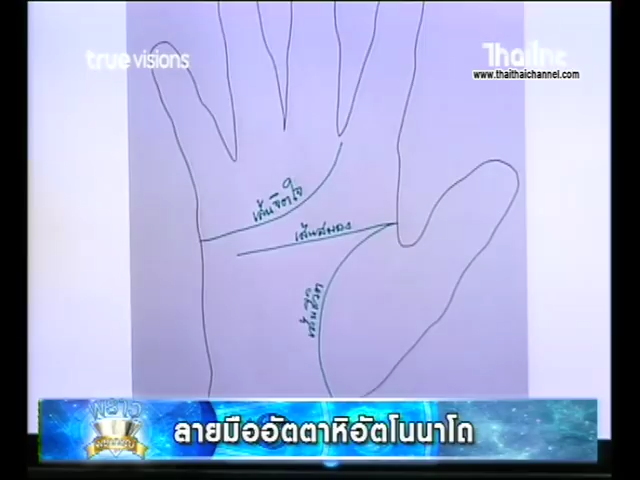 true visions
ThaiThai
www.thaithaichannel.com
เส้นจิตใจ
เส้นสมอง
เส้นชีวิต
ลายมืออัตตาหิอัตโนนาโถ